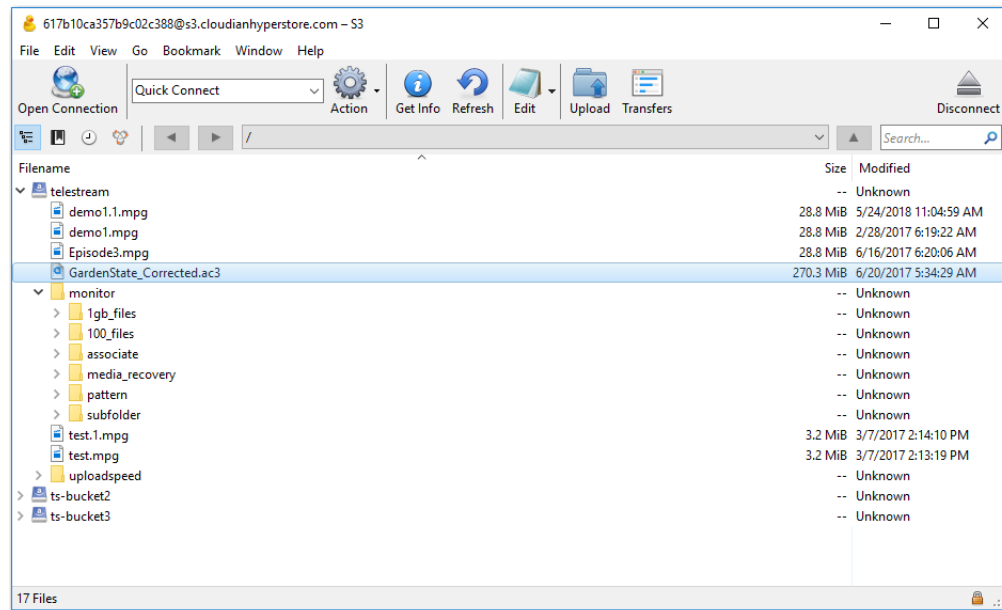 617b10ca357b9c02c388@s3.cloudianhyperstore.com – S3
File Edit View Go Bookmark Window Help
Open Connection Quick Connect Action Get Info Refresh Edit Upload Transfers Disconnect
/ Search...
Filename Size Modified
telestream -- Unknown
demo1.1.mpg 28.8 MiB 5/24/2018 11:04:59 AM
demo1.mpg 28.8 MiB 2/28/2017 6:19:22 AM
Episode3.mpg 28.8 MiB 6/16/2017 6:20:06 AM
GardenState_Corrected.ac3 270.3 MiB 6/20/2017 5:34:29 AM
monitor -- Unknown
1gb_files -- Unknown
100_files -- Unknown
associate -- Unknown
media_recovery -- Unknown
pattern -- Unknown
subfolder -- Unknown
test.1.mpg 3.2 MiB 3/7/2017 2:14:10 PM
test.mpg 3.2 MiB 3/7/2017 2:13:19 PM
uploadspeed -- Unknown
ts-bucket2 -- Unknown
ts-bucket3 -- Unknown
17 Files